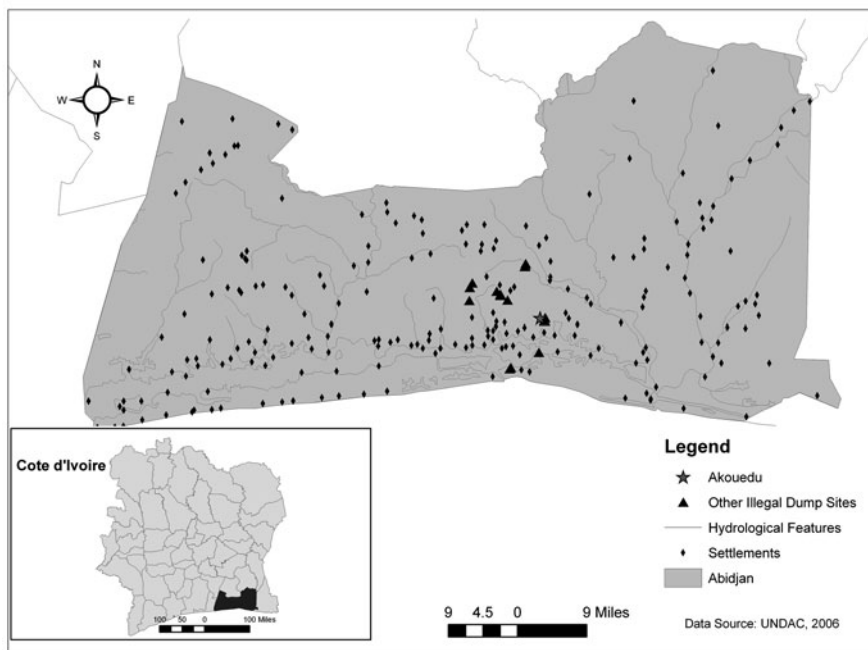 N
W E
S
Cote d'Ivoire
100 50 0 100 Miles
Legend
Akouedu
Other Illegal Dump Sites
Hydrological Features
Settlements
Abidjan
9 4.5 0 9 Miles
Data Source: UNDAC, 2006